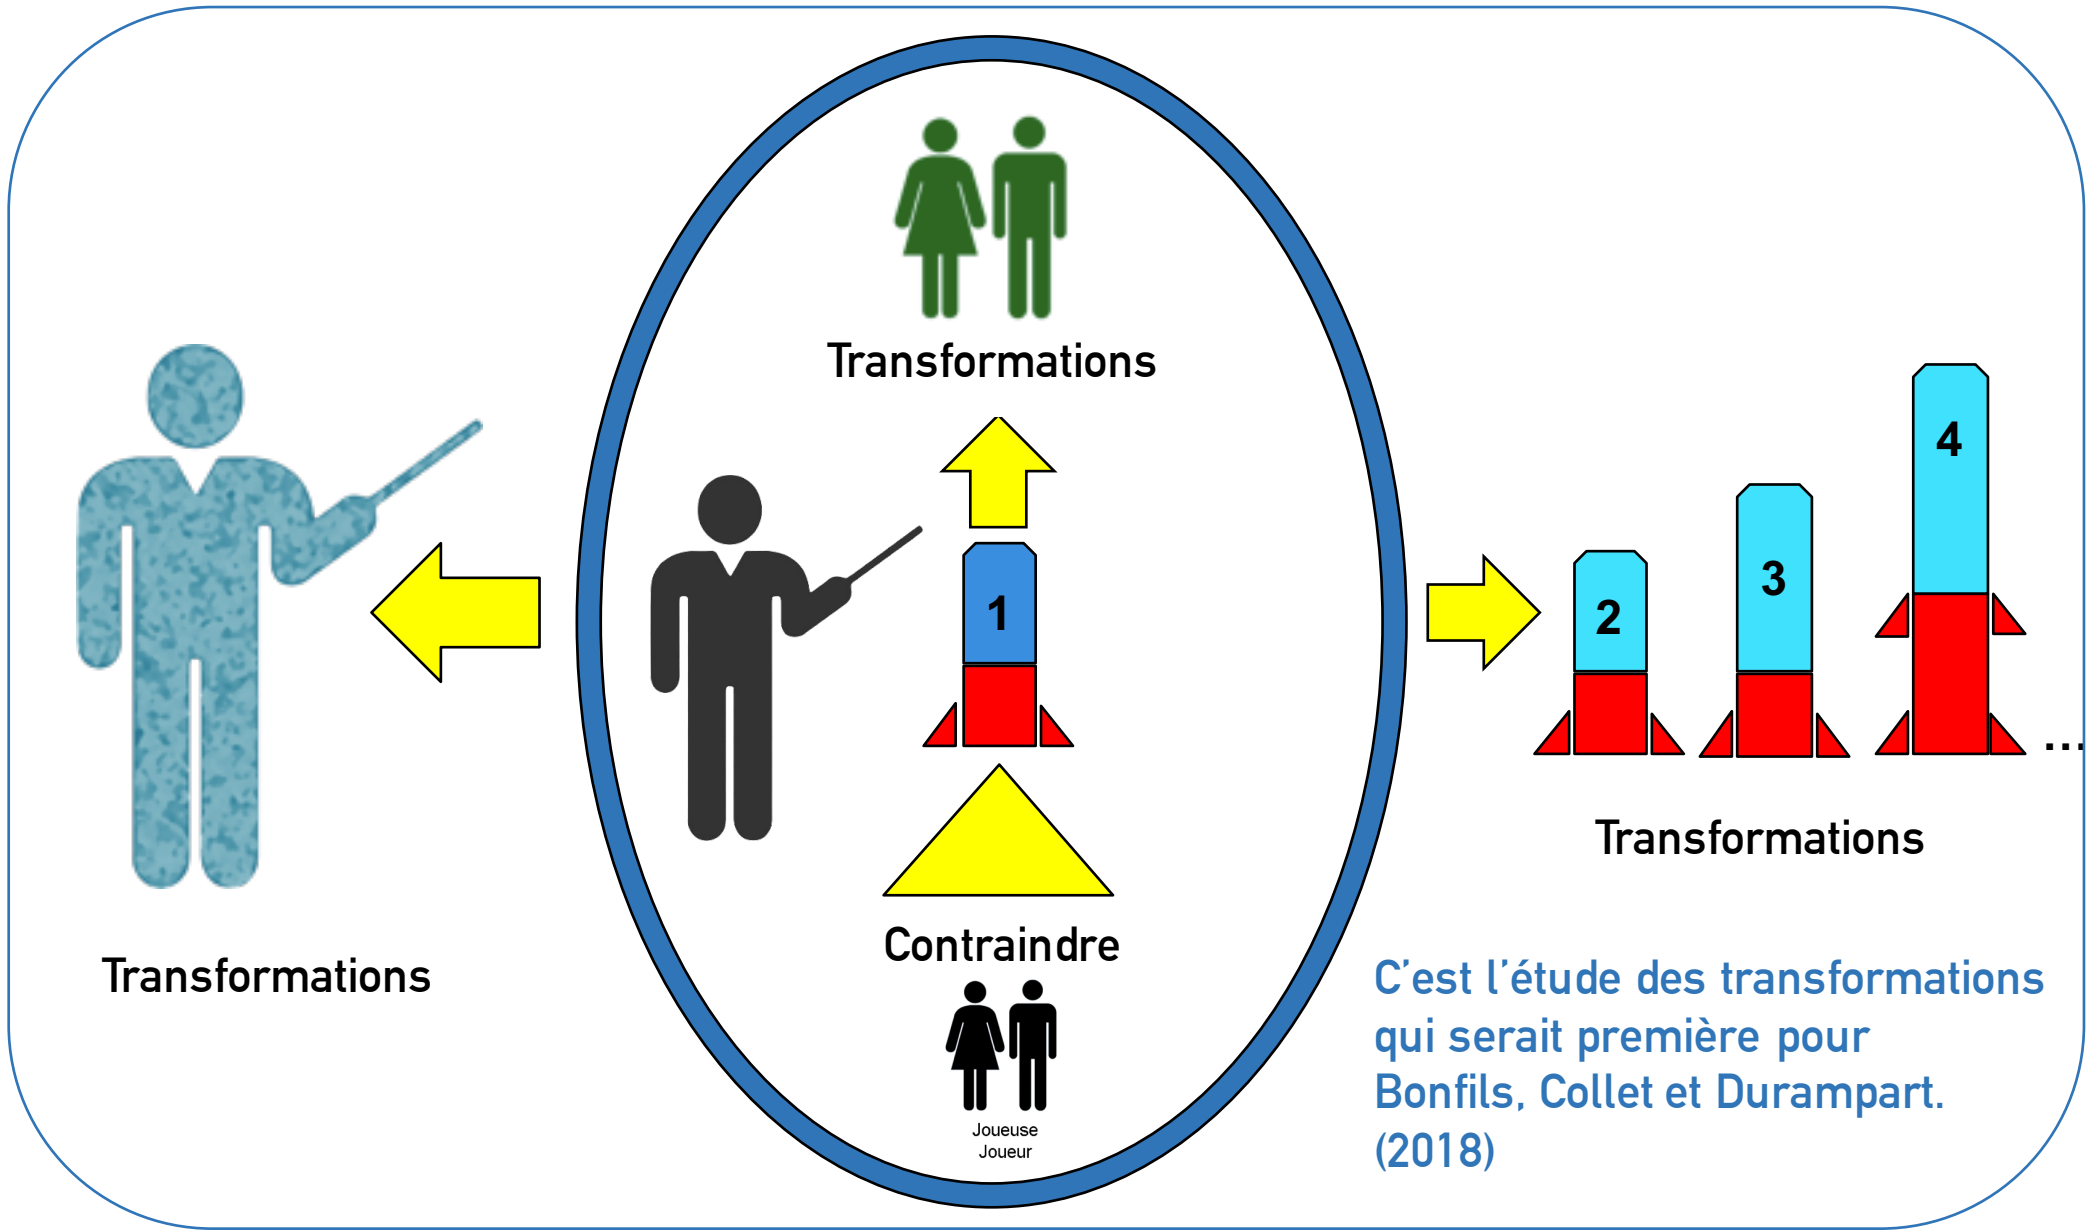 Transformations
1
Contraindre
Joueuse
Joueur
Transformations
2
3
4
...
Transformations
C'est l'étude des transformations
qui serait première pour
Bonfils, Collet et Durampart.
(2018)